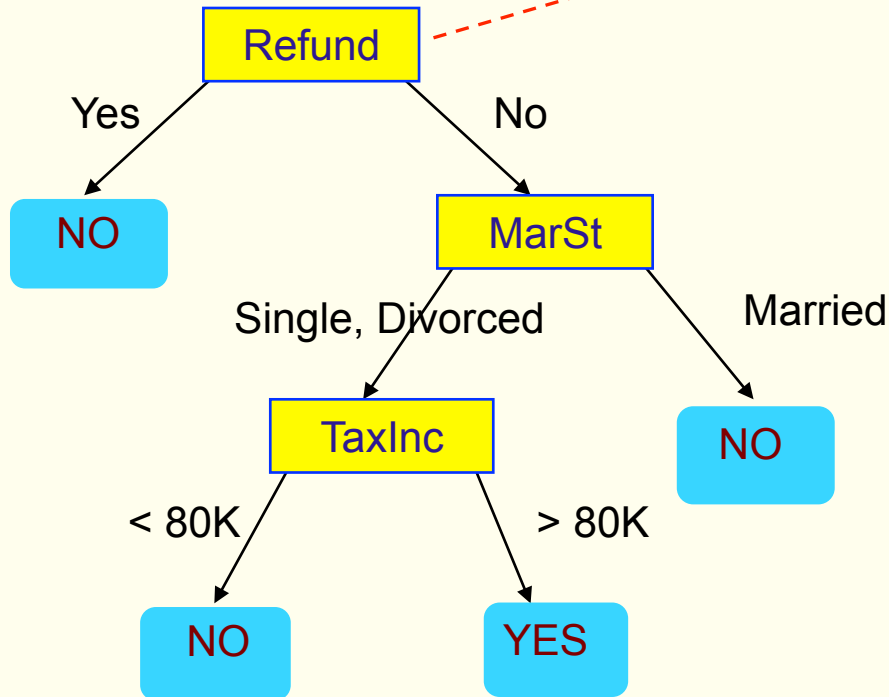 Refund
Yes
No
NO
MarSt
Single, Divorced
Married
TaxInc
NO
< 80K
> 80K
NO
YES